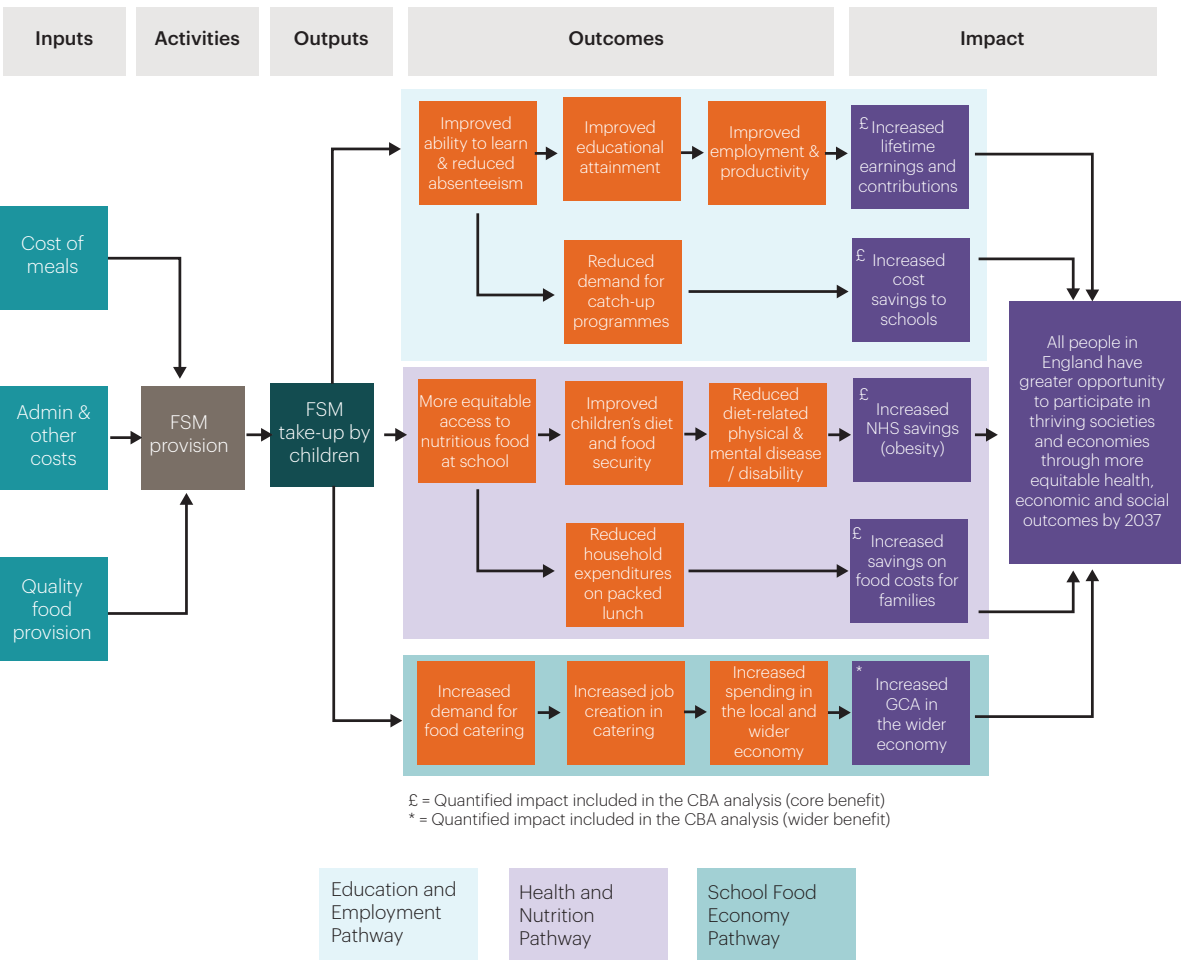 Inputs
Activities
Outputs
Outcomes
Impact
Cost of
meals
Admin &
other
costs
Quality
food
provision
FSM
provision
FSM
take-up by
children
Improved
ability to learn
& reduced
absenteeism
Improved
educational
attainment
Improved
employment &
productivity
£ Increased
lifetime
earnings and
contributions
Reduced
demand for
catch-up
programmes
£ Increased
cost
savings to
schools
More equitable
access to
nutritious food
at school
Improved
children's diet
and food
security
Reduced
diet-related
physical &
mental disease
/ disability
£
Increased
NHS savings
(obesity)
Reduced
household
expenditures
on packed
lunch
£ Increased
savings on
food costs for
families
Increased
demand for
food catering
Increased job
creation in
catering
Increased
spending in
the local and
wider
economy
*
Increased
GCA in
the wider
economy
All people in
England have
greater opportunity
to participate in
thriving societies
and economies
through more
equitable health,
economic and social
outcomes by 2037
£ = Quantified impact included in the CBA analysis (core benefit)
* = Quantified impact included in the CBA analysis (wider benefit)
Education and
Employment
Pathway
Health and
Nutrition
Pathway
School Food
Economy
Pathway